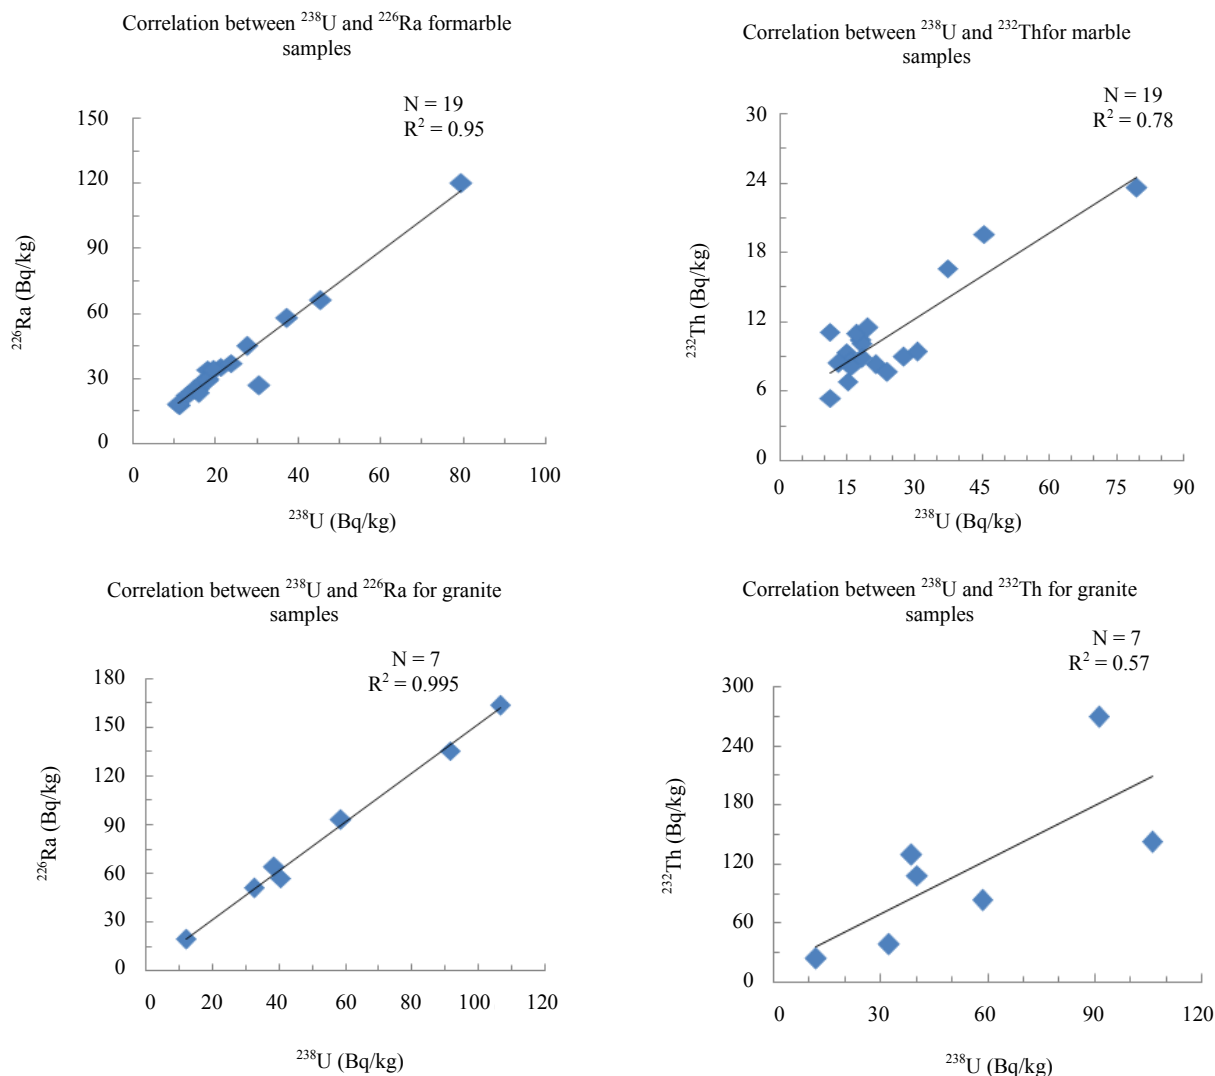 Correlation between ²³⁸U and ²²⁶Ra formarble
samples
N = 19
R² = 0.95
150
120
90
60
30
0
²²⁶Ra (Bq/kg)
0 20 40 60 80 100
²³⁸U (Bq/kg)
Correlation between ²³⁸U and ²³²Thfor marble
samples
N = 19
R² = 0.78
30
24
18
12
6
0
²³²Th (Bq/kg)
0 15 30 45 60 75 90
²³⁸U (Bq/kg)
Correlation between ²³⁸U and ²²⁶Ra for granite
samples
N = 7
R² = 0.995
180
150
120
90
60
30
0
²²⁶Ra (Bq/kg)
0 20 40 60 80 100 120
²³⁸U (Bq/kg)
Correlation between ²³⁸U and ²³²Th for granite
samples
N = 7
R² = 0.57
300
240
180
120
60
0
²³²Th (Bq/kg)
0 30 60 90 120
²³⁸U (Bq/kg)